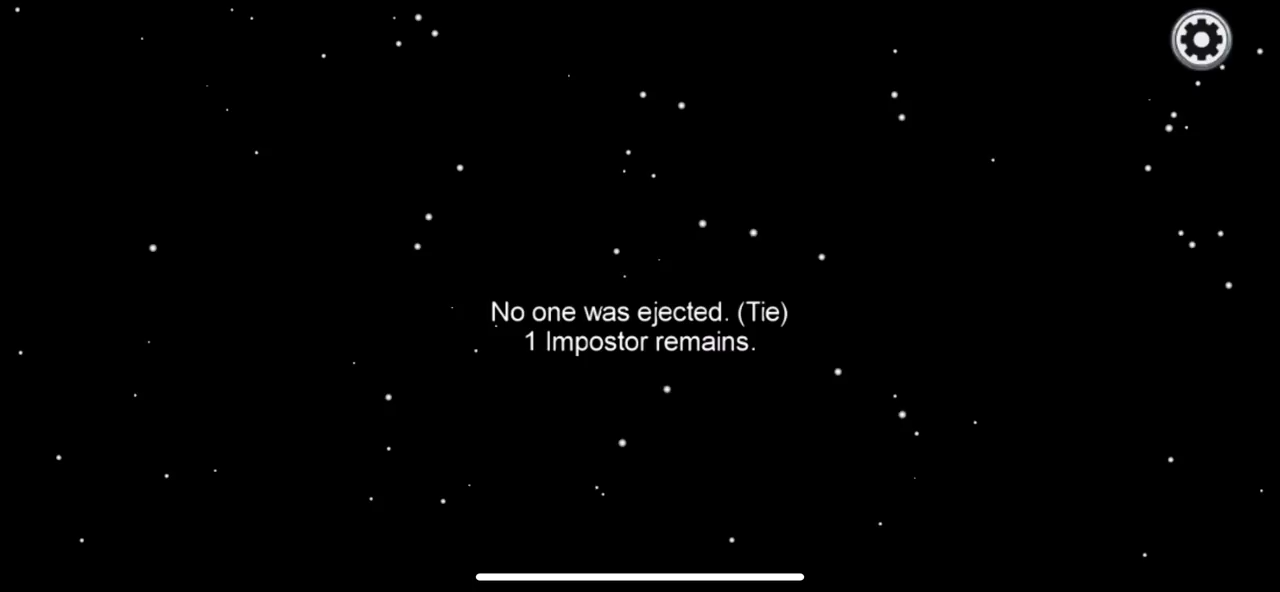 No one was ejected. (Tie)
1 Impostor remains.